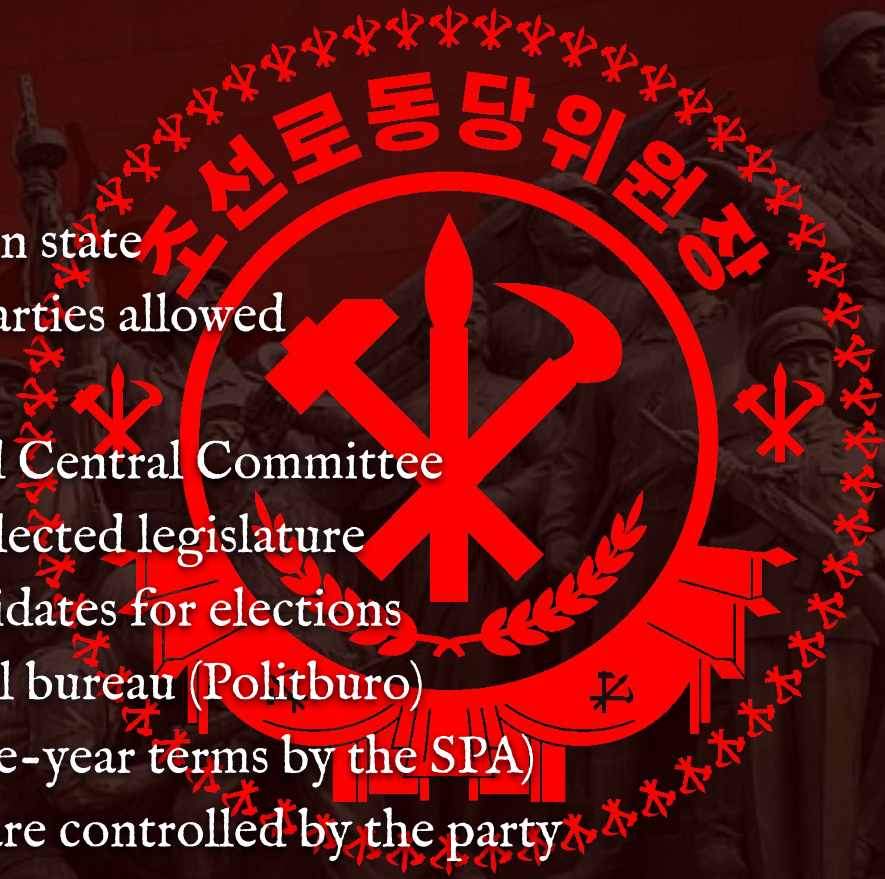 조선로동당위원장
n state
arties allowed
l Central Committee
lected legislature
idates for elections
l bureau (Politburo)
e-year terms by the SPA)
are controlled by the party